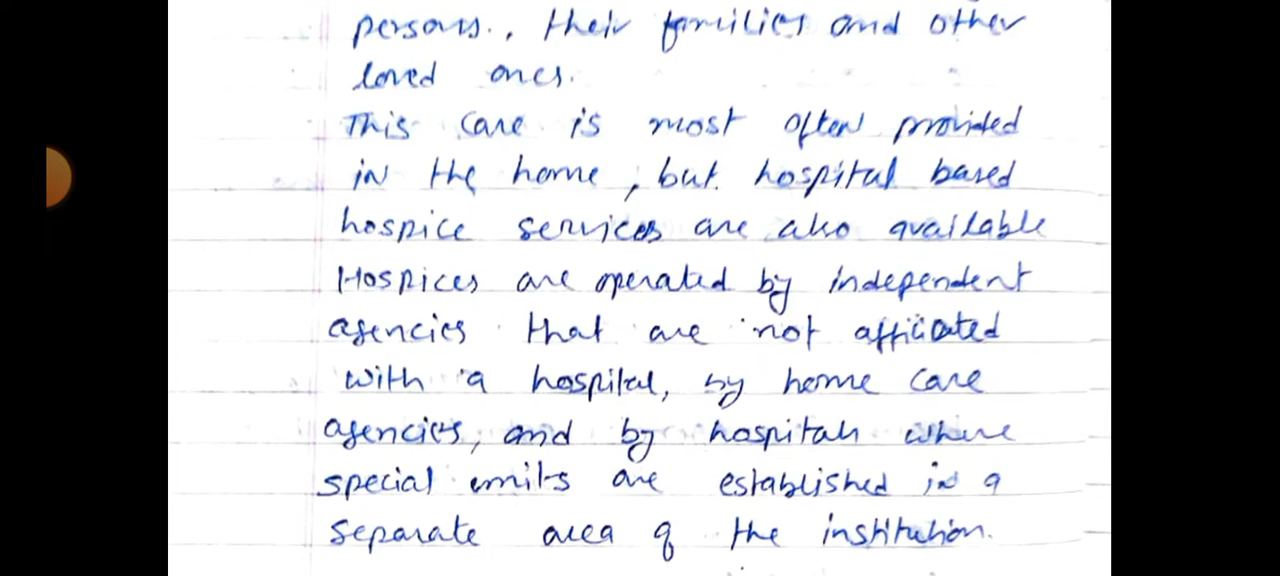 persons., their families and other
loved ones.
This care is most often provided
in the home, but hospital based
hospice services are also available
Hospices are operated by independent
agencies that are not affiliated
with a hospital, by home care
agencies, and by hospitals where
special units are established in a
separate area of the institution.